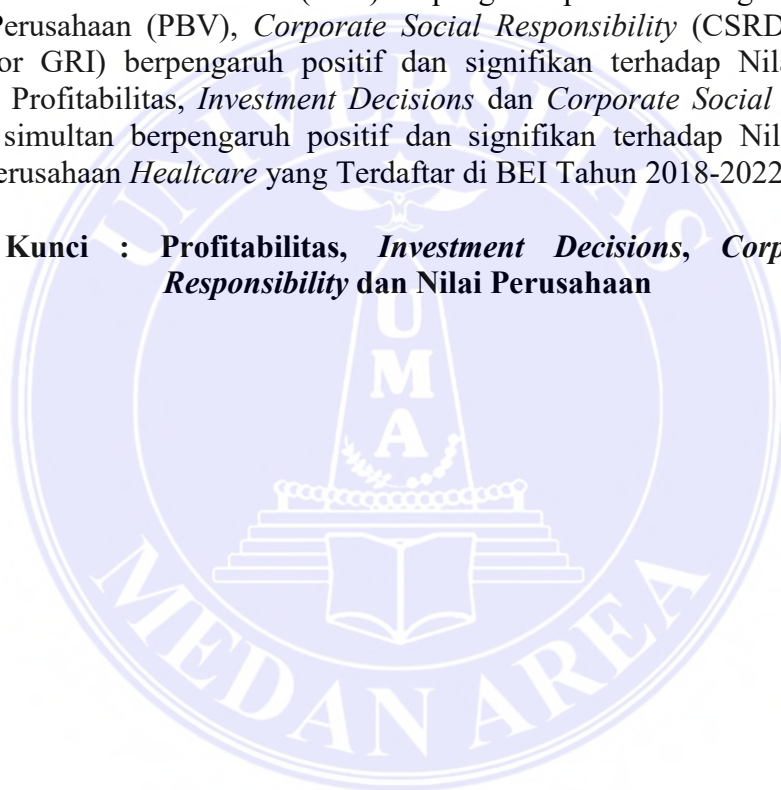 Perusahaan (PBV), Corporate Social Responsibility (CSRD
or GRI) berpengaruh positif dan signifikan terhadap Nil
Profitabilitas, Investment Decisions dan Corporate Social
simultan berpengaruh positif dan signifikan terhadap Nil
erusahaan Healtcare yang Terdaftar di BEI Tahun 2018-2022
Kunci : Profitabilitas, Investment Decisions, Corp
Responsibility dan Nilai Perusahaan
UNIVERSITAS
UMA
MEDAN AREA